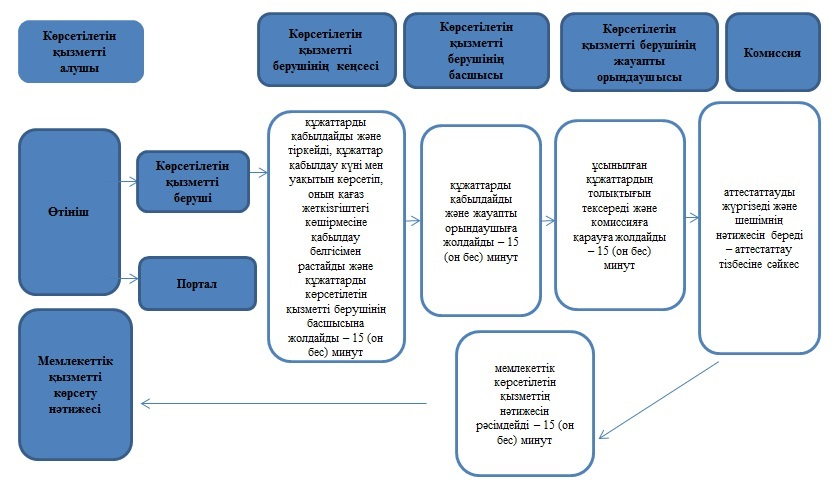 Көрсетілетін
қызметті
алушы
Көрсетілетін
қызметті
берушінің кеңсесі
Көрсетілетін
қызметті
берушінің
басшысы
Көрсетілетін
қызметті берушінің
жауапты
орындаушысы
Комиссия
Өтініш
Көрсетілетін
қызметті
беруші
Портал
құжаттарды
қабылдайды және
тіркейді, құжаттар
қабылдау күні мен
уақытын көрсетіп,
оның қағаз
жеткізгіштегі
көшірмесіне
қабылдау
белгісімен
растайды және
құжаттарды
көрсетілетін
қызметті берушінің
басшысына
жолдайды – 15 (он
бес) минут
құжаттарды
қабылдайды
және жауапты
орындаушыға
жолдайды – 15
(он бес) минут
ұсынылған
құжаттардың
толықтығын
тексереді және
комиссияға
қарауға жолдайды
– 15 (он бес)
минут
аттестаттауды
жүргізеді және
шешімнің
нәтижесін береді
– аттестаттау
тізбесіне сәйкес
Мемлекеттік
қызметті
көрсету
нәтижесі
мемлекеттік
көрсетілетін
қызметтің
нәтижесін
рәсімдейді – 15 (он
бес) минут